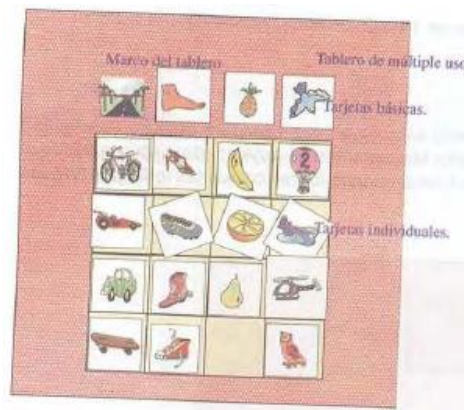 Marco del tablero
Tablero de múltiple uso
Tarjetas básicas.
2
Tarjetas individuales.